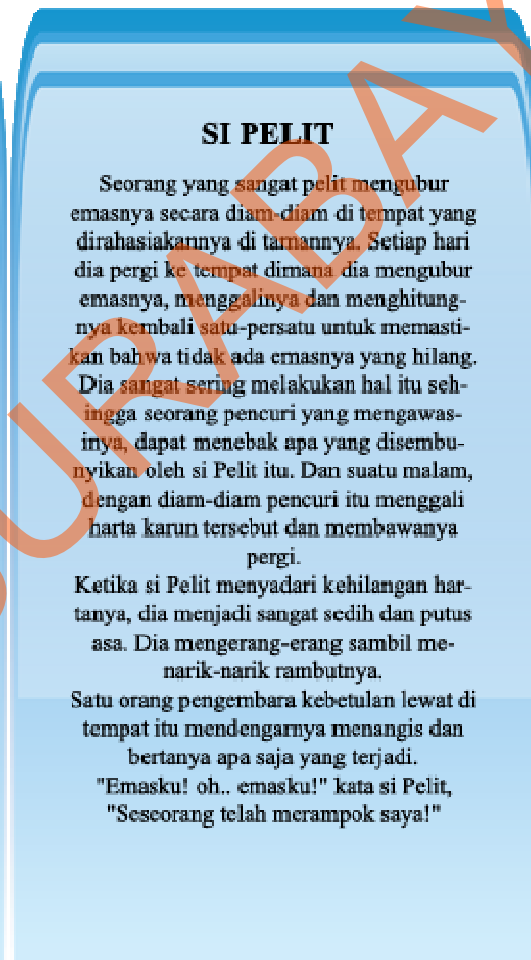 SI PELIT
Seorang yang sangat pelit mengubur
emasnya secara diam-diam di tempat yang
dirahasiakannya di tamannya. Setiap hari
dia pergi ke tempat dimana dia mengubur
emasnya, menggalinya dan menghitung-
nya kembali satu-persatu untuk memasti-
kan bahwa tidak ada emasnya yang hilang.
Dia sangat sering melakukan hal itu seh-
ingga seorang pencuri yang mengawas-
inya, dapat menebak apa yang disembu-
nyikan oleh si Pelit itu. Dan suatu malam,
dengan diam-diam pencuri itu menggali
harta karun tersebut dan membawanya
pergi.
Ketika si Pelit menyadari kehilangan har-
tanya, dia menjadi sangat sedih dan putus
asa. Dia mengerang-erang sambil me-
narik-narik rambutnya.
Satu orang pengembara kebetulan lewat di
tempat itu mendengarnya menangis dan
bertanya apa saja yang terjadi.
"Emasku! oh.. emasku!" kata si Pelit,
"Seseorang telah merampok saya!"
SURABAY